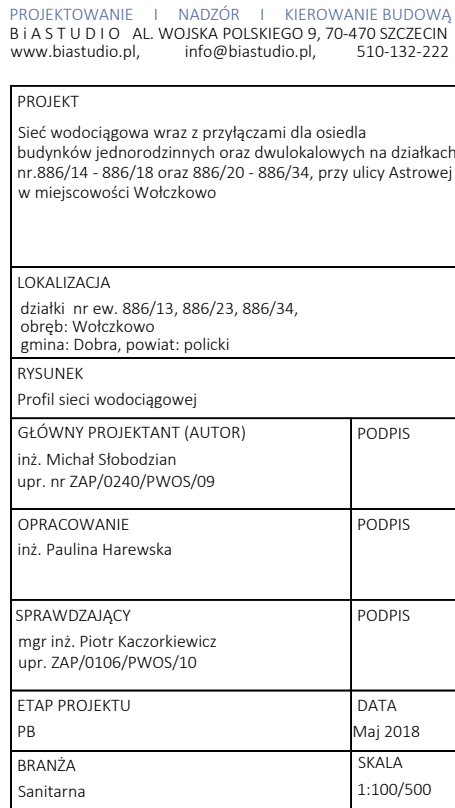 PROJEKTOWANIE I NADZÓR I KIEROWANIE BUDOWĄ
B i A S T U D I O AL. WOJSKA POLSKIEGO 9, 70-470 SZCZECIN
www.biastudio.pl, info@biastudio.pl, 510-132-222
PROJEKT
Sieć wodociągowa wraz z przyłączami dla osiedla
budynków jednorodzinnych oraz dwulokalowych na działkach
nr.886/14 - 886/18 oraz 886/20 - 886/34, przy ulicy Astrowej
w miejscowości Wołczkowo
LOKALIZACJA
działki nr ew. 886/13, 886/23, 886/34,
obręb: Wołczkowo
gmina: Dobra, powiat: policki
RYSUNEK
Profil sieci wodociągowej
GŁÓWNY PROJEKTANT (AUTOR) PODPIS
inż. Michał Słobodzian
upr. nr ZAP/0240/PWOS/09
OPRACOWANIE PODPIS
inż. Paulina Harewska
SPRAWDZAJĄCY PODPIS
mgr inż. Piotr Kaczorkiewicz
upr. ZAP/0106/PWOS/10
ETAP PROJEKTU DATA
PB Maj 2018
BRANŻA SKALA
Sanitarna 1:100/500